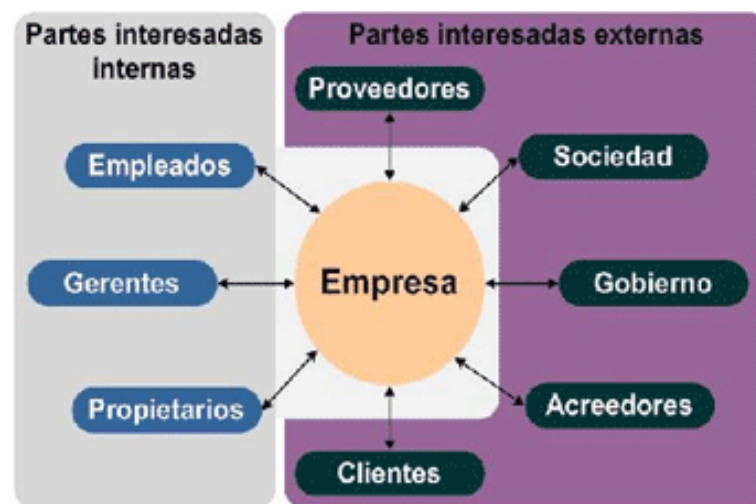 Partes interesadas
internas
Partes interesadas externas
Proveedores
Empleados
Sociedad
Gerentes
Empresa
Gobierno
Propietarios
Acreedores
Clientes